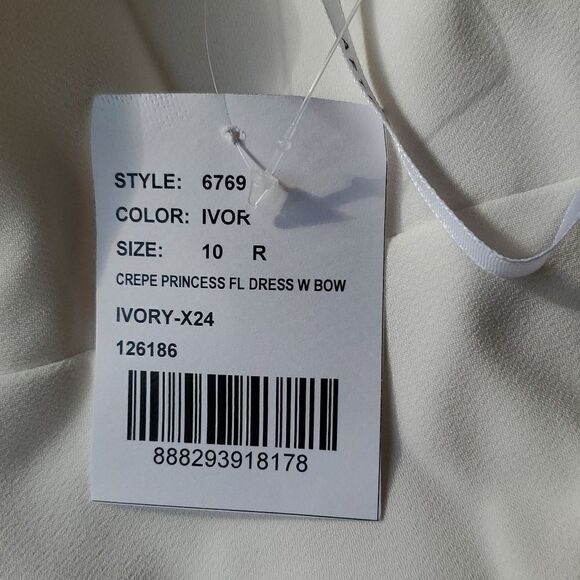 STYLE: 6769
COLOR: IVOR
SIZE: 10 R
CREPE PRINCESS FL DRESS W BOW
IVORY-X24
126186
888293918178